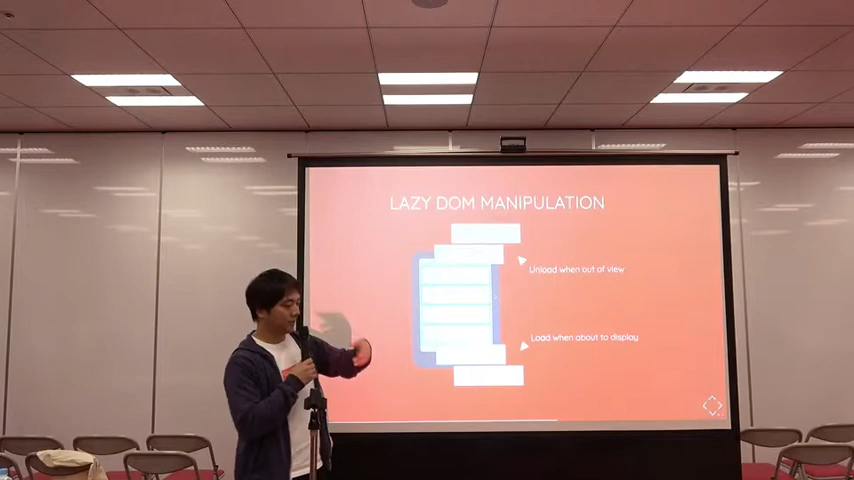 LAZY DOM MANIPULATION
Unload when out of view
Load when about to display